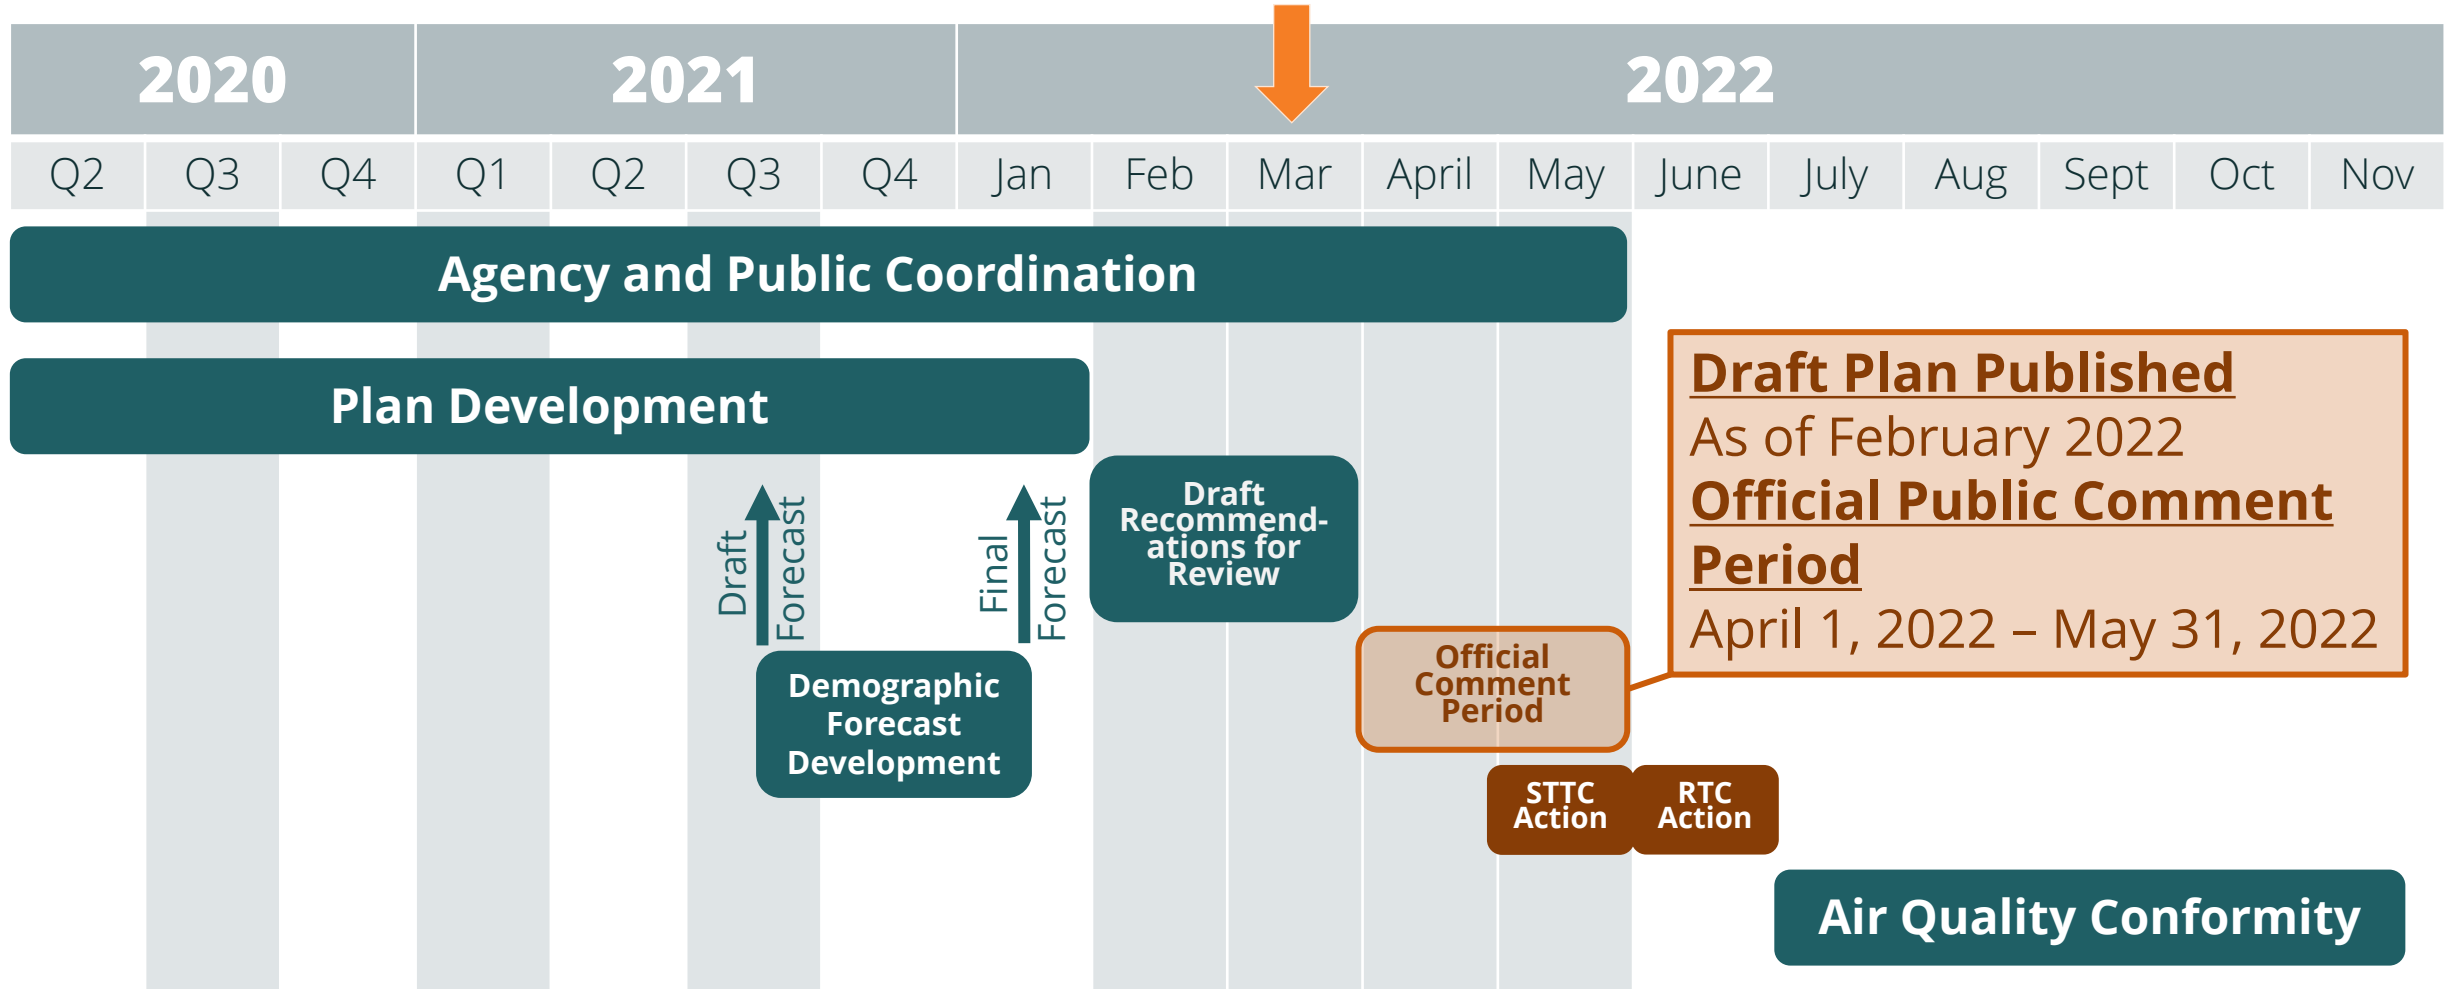 2020
2021
2022
Q2
Q3
Q4
Q1
Q2
Q3
Q4
Jan
Feb
Mar
April
May
June
July
Aug
Sept
Oct
Nov
Agency and Public Coordination
Plan Development
Draft
Forecast
Final
Forecast
Draft
Recommend-
ations for
Review
Draft Plan Published
As of February 2022
Official Public Comment
Period
April 1, 2022 – May 31, 2022
Official
Comment
Period
Demographic
Forecast
Development
STTC
Action
RTC
Action
Air Quality Conformity